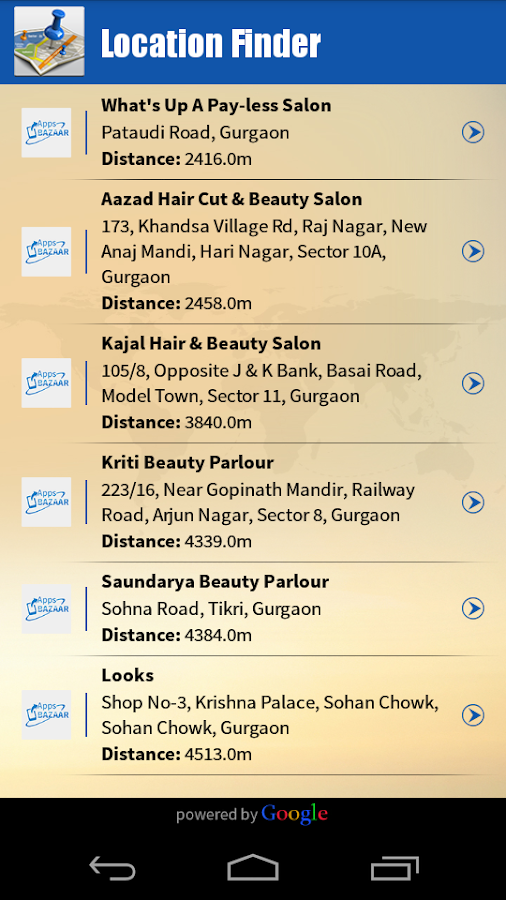 Location Finder
What's Up A Pay-less Salon
Apps
BAZAAR
Pataudi Road, Gurgaon
Distance: 2416.0m
Aazad Hair Cut & Beauty Salon
173, Khandsa Village Rd, Raj Nagar, New
Apps
BAZAAR
Anaj Mandi, Hari Nagar, Sector 10A,
Gurgaon
Distance: 2458.0m
Kajal Hair & Beauty Salon
105/8, Opposite J & K Bank, Basai Road,
Apps
BAZAAR
Model Town, Sector 11, Gurgaon
Distance: 3840.0m
Kriti Beauty Parlour
223/16, Near Gopinath Mandir, Railway
Apps
BAZAAR
Road, Arjun Nagar, Sector 8, Gurgaon
Distance: 4339.0m
Saundarya Beauty Parlour
Apps
BAZAAR
Sohna Road, Tikri, Gurgaon
Distance: 4384.0m
Looks
Shop No-3, Krishna Palace, Sohan Chowk,
Apps
BAZAAR
Sohan Chowk, Gurgaon
Distance: 4513.0m
powered by Google